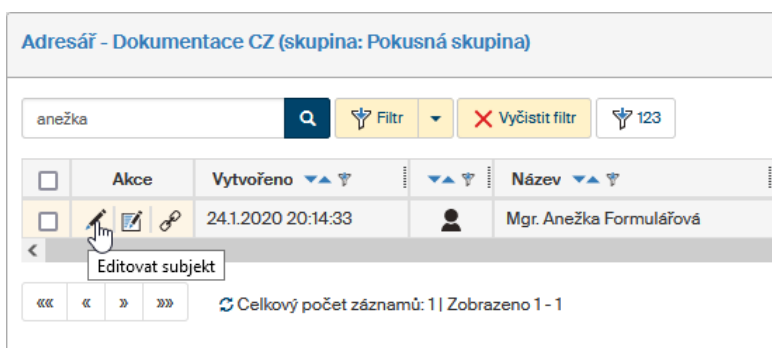 Adresář - Dokumentace CZ (skupina: Pokusná skupina)
anežka Filtr Vyčistit filtr 123
Akce Vytvořeno Název
24.1.2020 20:14:33 Mgr. Anežka Formulářová
Editovat subjekt
«« « » »» Celkový počet záznamů: 1 | Zobrazeno 1 - 1